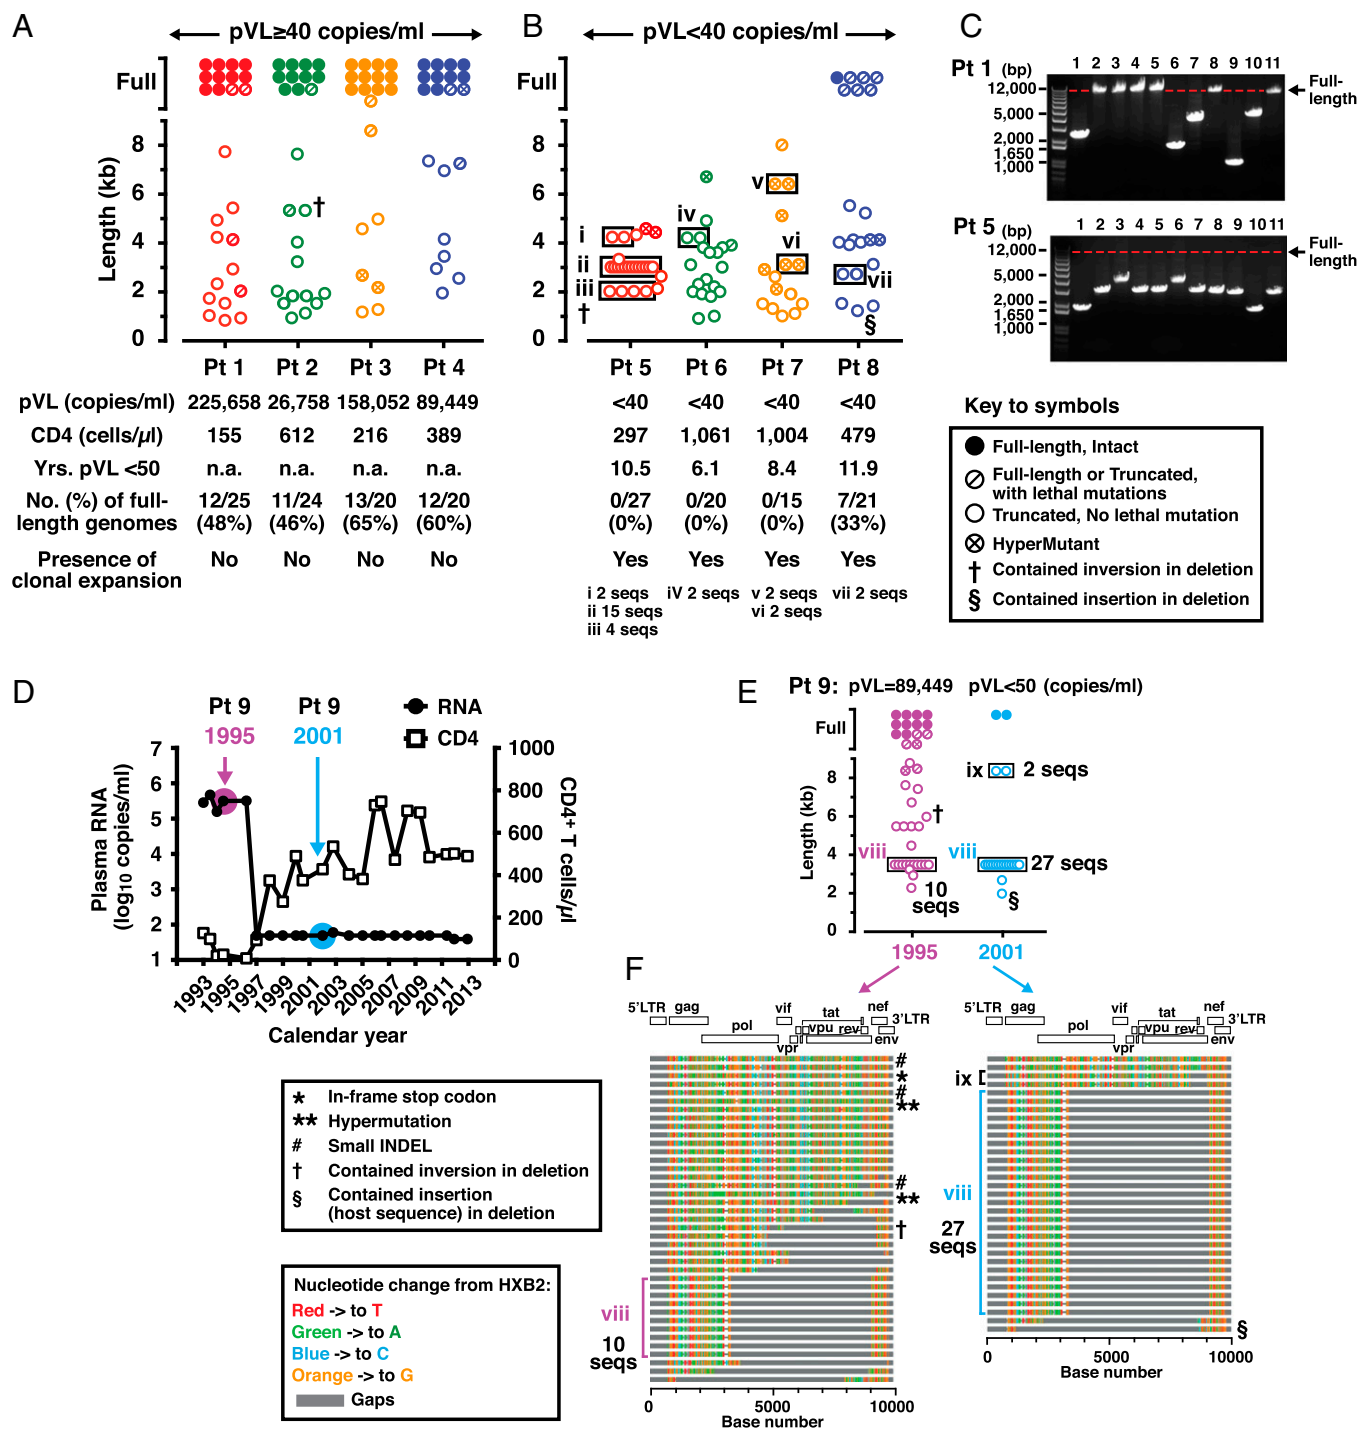 A
pVL≥40 copies/ml
Full
Length (kb)
8
6
4
2
0
†
Pt 1 Pt 2 Pt 3 Pt 4
pVL (copies/ml) 225,658 26,758 158,052 89,449
CD4 (cells/µl) 155 612 216 389
Yrs. pVL <50 n.a. n.a. n.a. n.a.
No. (%) of full-length genomes 12/25 (48%) 11/24 (46%) 13/20 (65%) 12/20 (60%)
Presence of clonal expansion No No No No
B
pVL<40 copies/ml
Full
8
6
4
2
0
i
ii
iii
†
iv
v
vi
vii
§
Pt 5 Pt 6 Pt 7 Pt 8
<40 <40 <40 <40
297 1,061 1,004 479
10.5 6.1 8.4 11.9
0/27 (0%) 0/20 (0%) 0/15 (0%) 7/21 (33%)
Yes Yes Yes Yes
i 2 seqs iV 2 seqs v 2 seqs vii 2 seqs
ii 15 seqs vi 2 seqs
iii 4 seqs
C
Pt 1 (bp)
1 2 3 4 5 6 7 8 9 10 11
12,000
5,000
2,000
1,650
1,000
Full-
length
Pt 5 (bp)
1 2 3 4 5 6 7 8 9 10 11
12,000
5,000
2,000
1,650
1,000
Full-
length
Key to symbols
Full-length, Intact
Full-length or Truncated,
with lethal mutations
Truncated, No lethal mutation
HyperMutant
† Contained inversion in deletion
§ Contained insertion in deletion
D
Pt 9 Pt 9
1995 2001
RNA
CD4
Plasma RNA
(log10 copies/ml)
7
6
5
4
3
2
1
1000
800
600
400
200
0
CD4+ T cells/µl
1993 1995 1997 1999 2001 2003 2005 2007 2009 2011 2013
Calendar year
E
Pt 9: pVL=89,449 pVL<50 (copies/ml)
Full
Length (kb)
8
6
4
2
0
†
viii
10
seqs
ix 2 seqs
viii 27 seqs
§
1995 2001
F
5'LTR gag vif tat nef
pol vpu rev 3'LTR
vpr env
#
*
#
**
#
**
†
viii
10
seqs
0 5000 10000
Base number
5'LTR gag vif tat nef
pol vpu rev 3'LTR
vpr env
ix
viii
27
seqs
§
0 5000 10000
Base number
* In-frame stop codon
** Hypermutation
# Small INDEL
† Contained inversion in deletion
§ Contained insertion
(host sequence) in deletion
Nucleotide change from HXB2:
Red -> to T
Green -> to A
Blue -> to C
Orange -> to G
Gaps